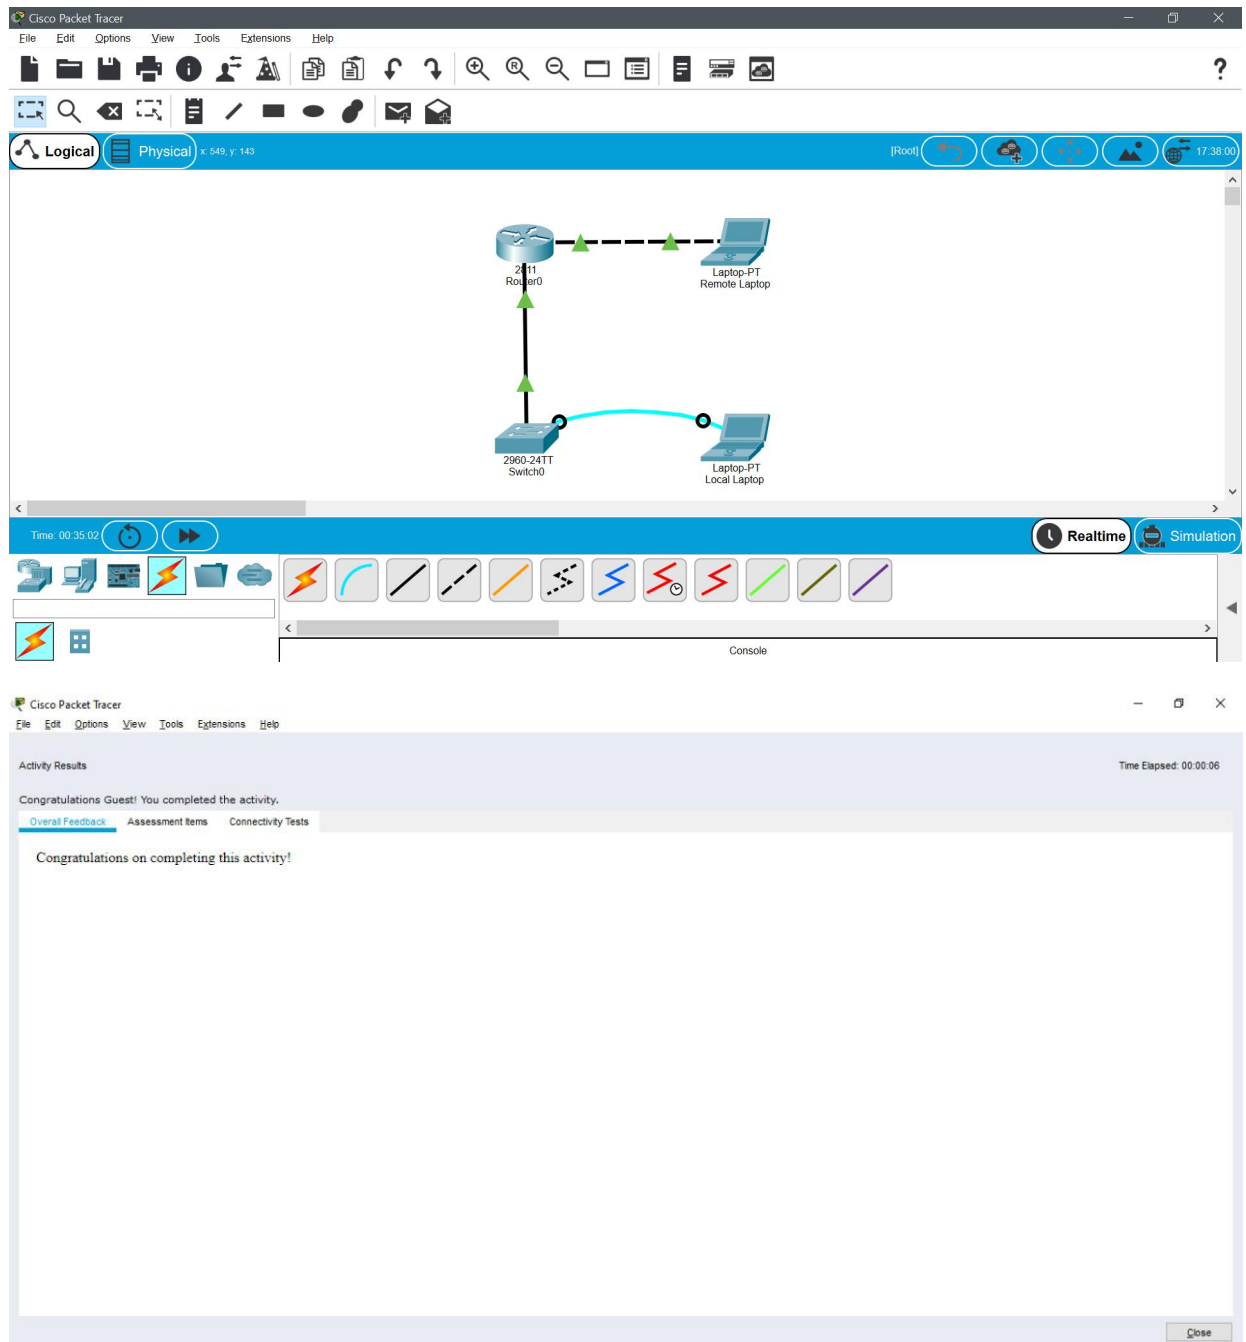 Cisco Packet Tracer
File Edit Options View Tools Extensions Help
Logical Physical x: 549, y: 143 [Root] 17:38:00
2811
Router0
Laptop-PT
Remote Laptop
2960-24TT
Switch0
Laptop-PT
Local Laptop
Time: 00:35:02 Realtime Simulation
Console
Cisco Packet Tracer
File Edit Options View Tools Extensions Help
Activity Results Time Elapsed: 00:00:06
Congratulations Guest! You completed the activity.
Overall Feedback Assessment Items Connectivity Tests
Congratulations on completing this activity!
Close